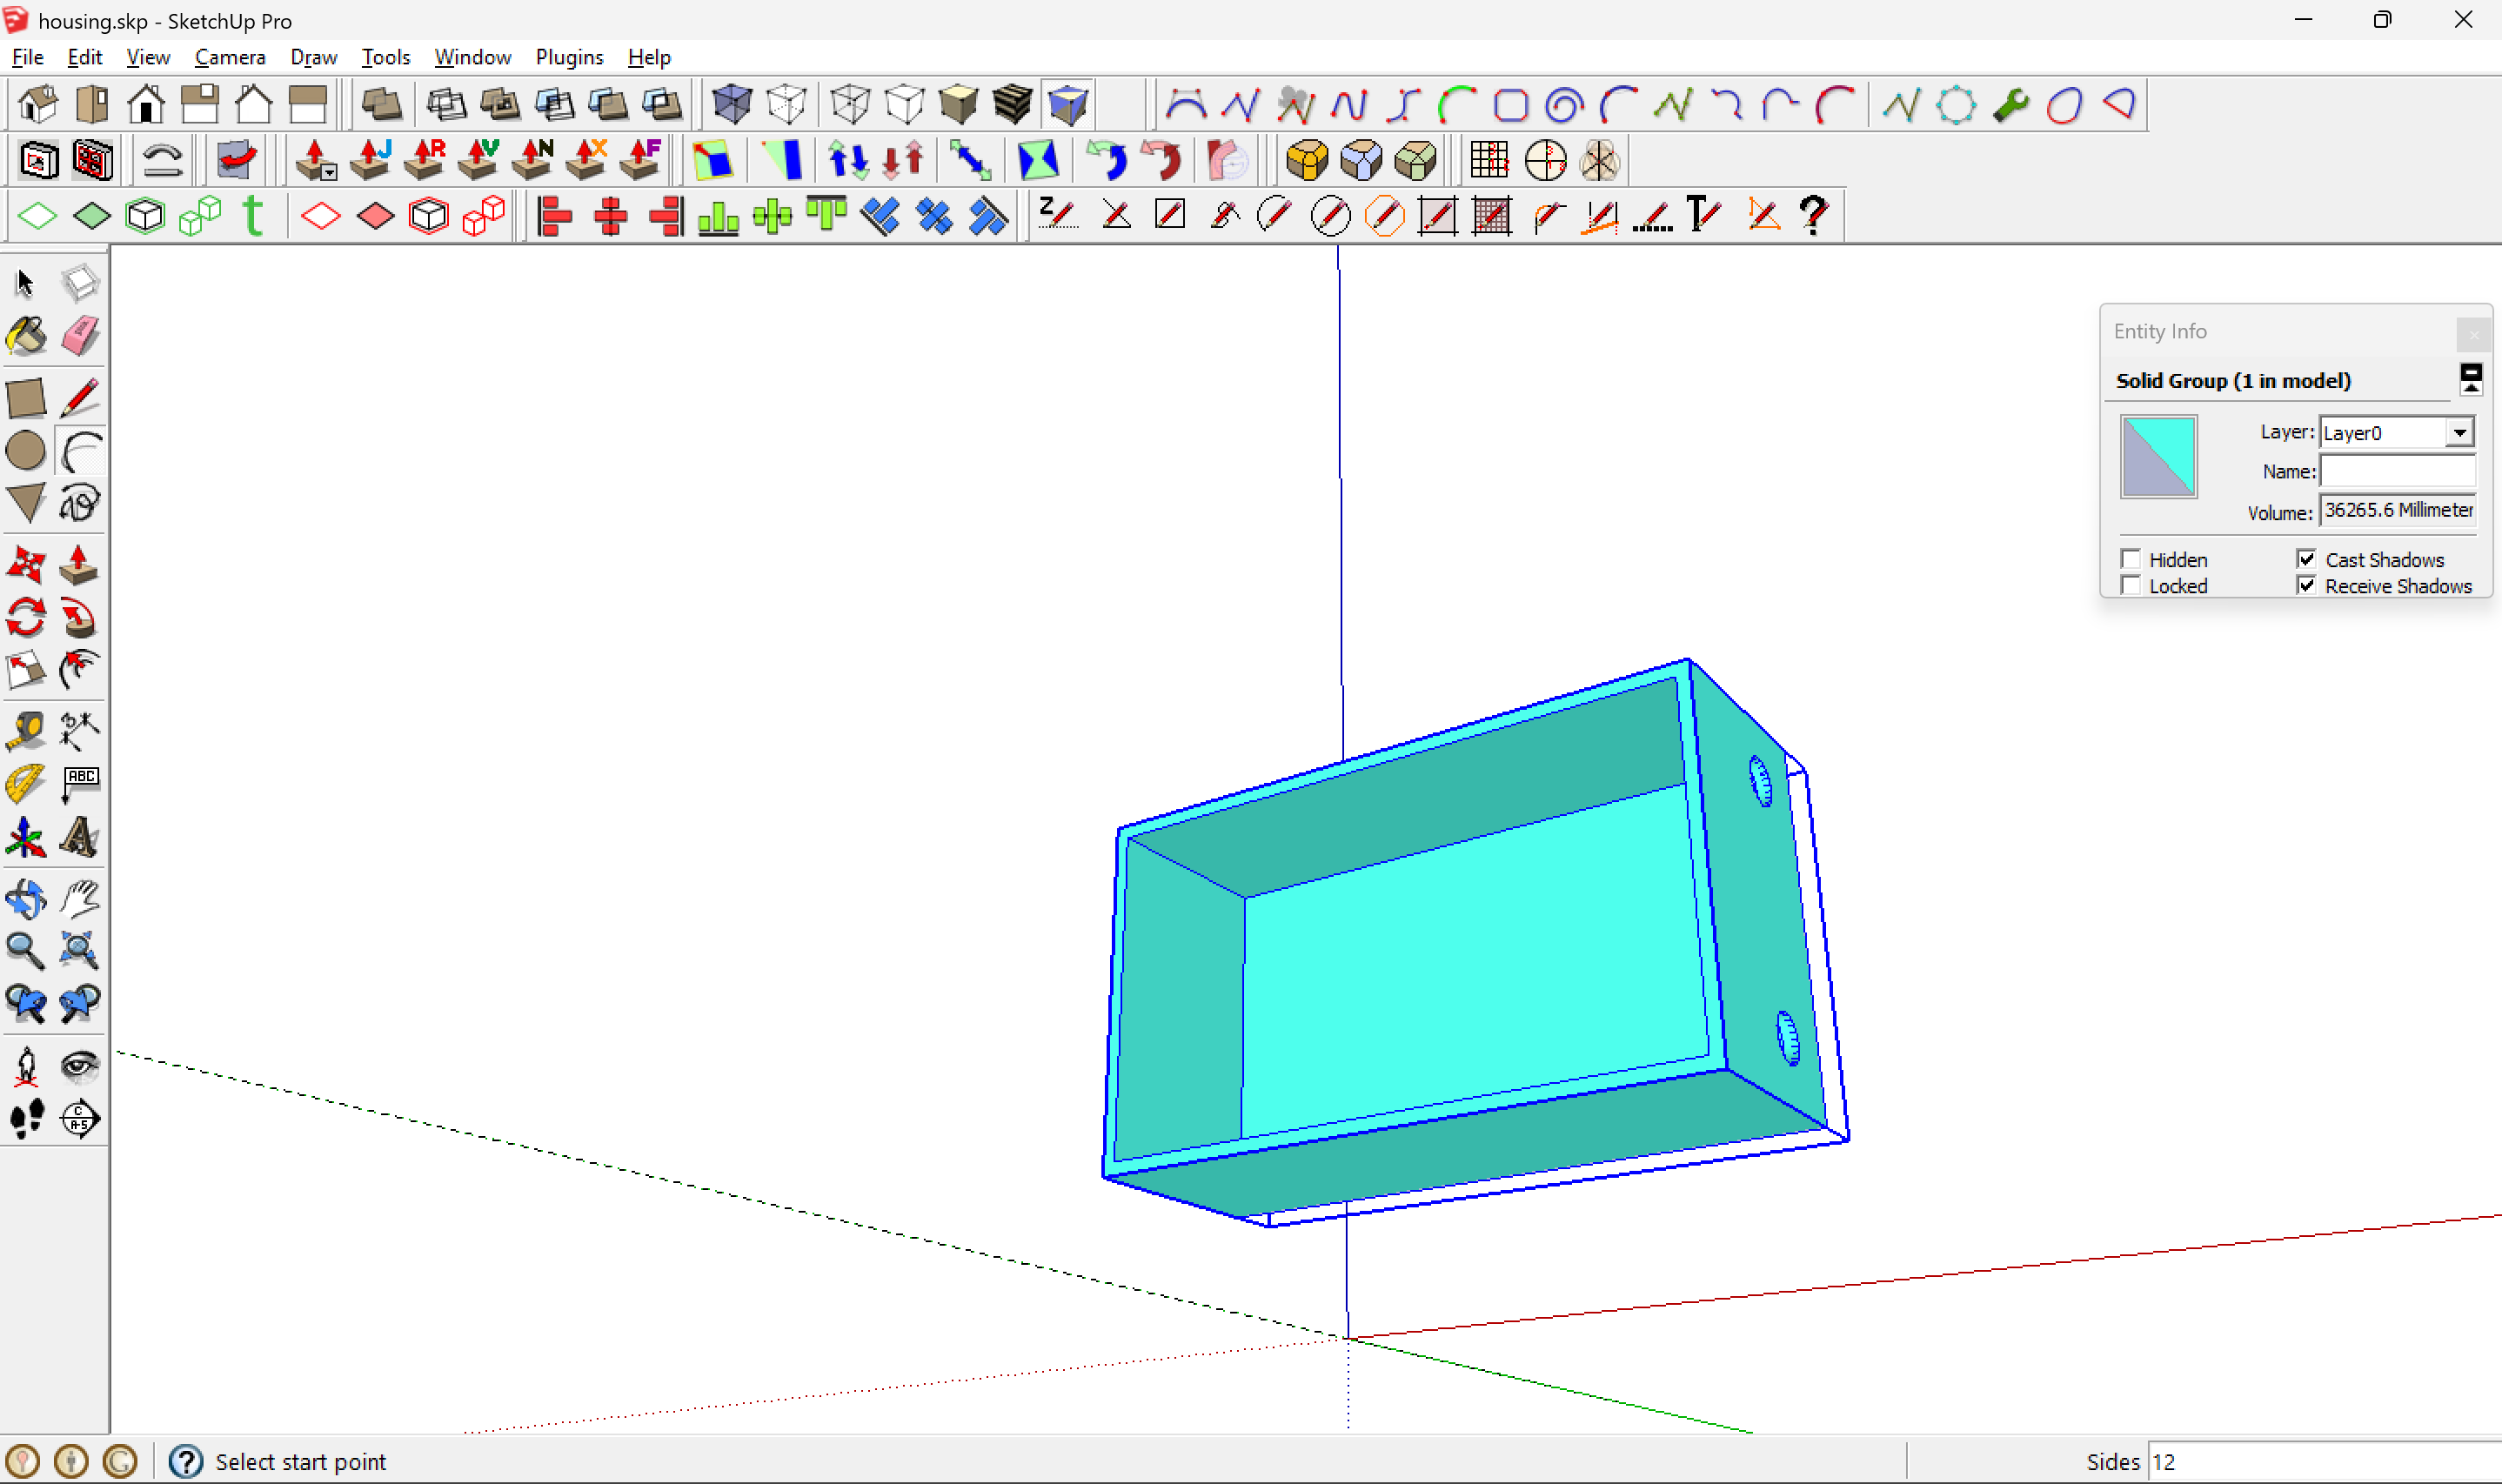 housing.skp - SketchUp Pro
File Edit View Camera Draw Tools Window Plugins Help
J R V N X F
t
Z T ?
Entity Info
Solid Group (1 in model)
Layer: Layer0
Name:
Volume: 36265.6 Millimeter
Hidden Cast Shadows
Locked Receive Shadows
ABC
A
C
A-5
Select start point
Sides 12